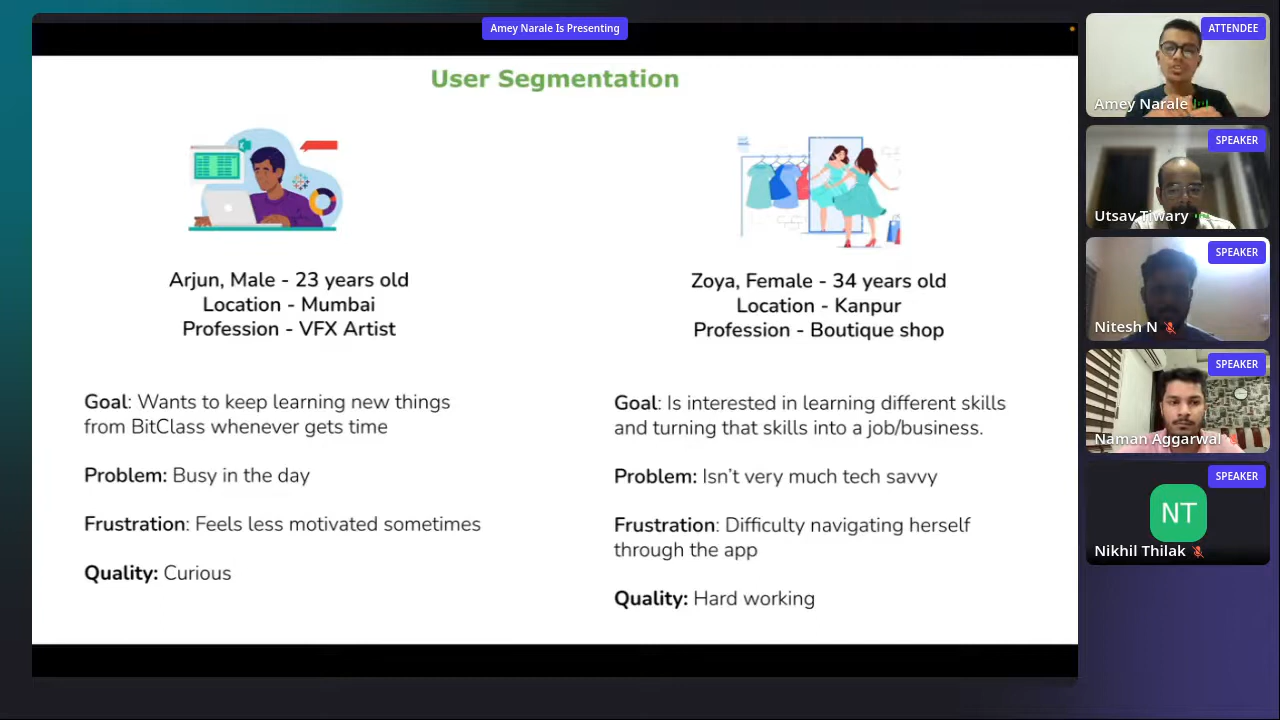 Amey Narale Is Presenting
User Segmentation
Arjun, Male - 23 years old
Location - Mumbai
Profession - VFX Artist
Goal: Wants to keep learning new things
from BitClass whenever gets time
Problem: Busy in the day
Frustration: Feels less motivated sometimes
Quality: Curious
Zoya, Female - 34 years old
Location - Kanpur
Profession - Boutique shop
Goal: Is interested in learning different skills
and turning that skills into a job/business.
Problem: Isn't very much tech savvy
Frustration: Difficulty navigating herself
through the app
Quality: Hard working
ATTENDEE
Amey Narale
SPEAKER
Utsav Tiwary
SPEAKER
Nitesh N
SPEAKER
Naman Aggarwal
SPEAKER
NT
Nikhil Thilak